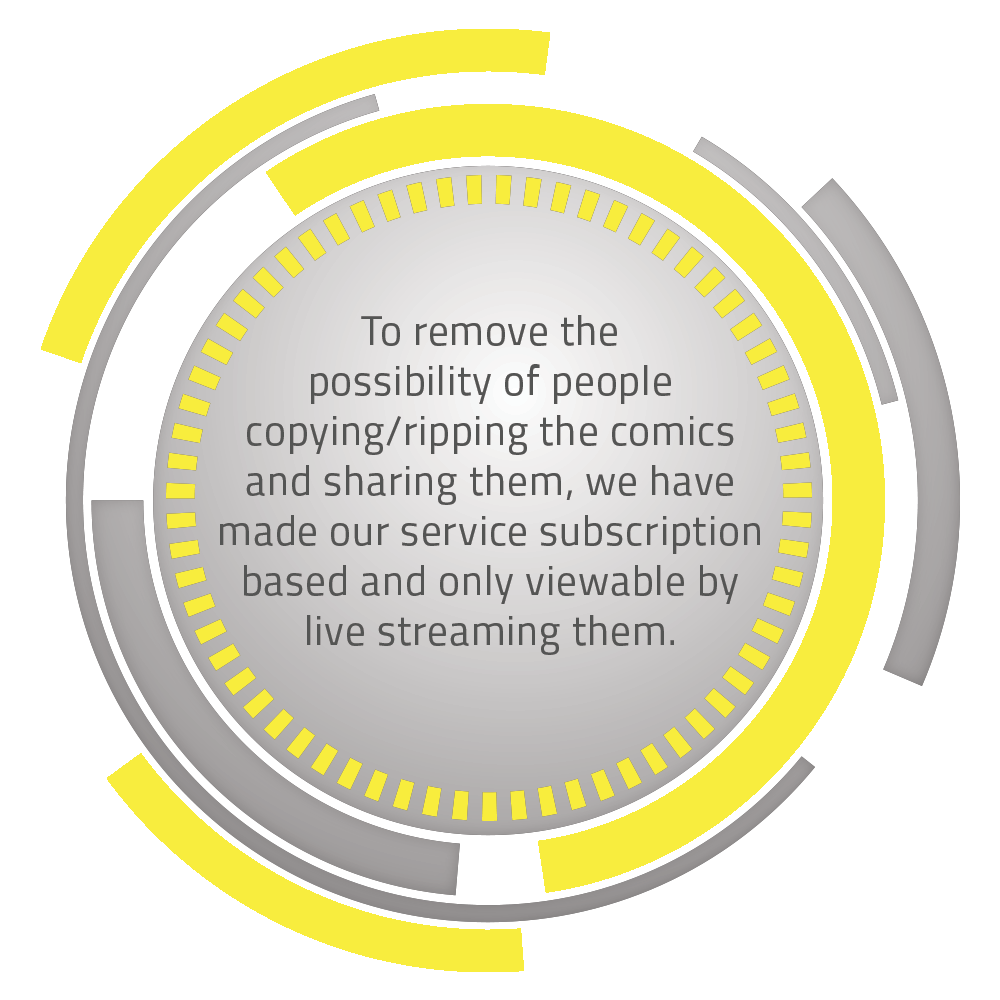 To remove the
possibility of people
copying/ripping the comics
and sharing them, we have
made our service subscription
based and only viewable by
live streaming them.